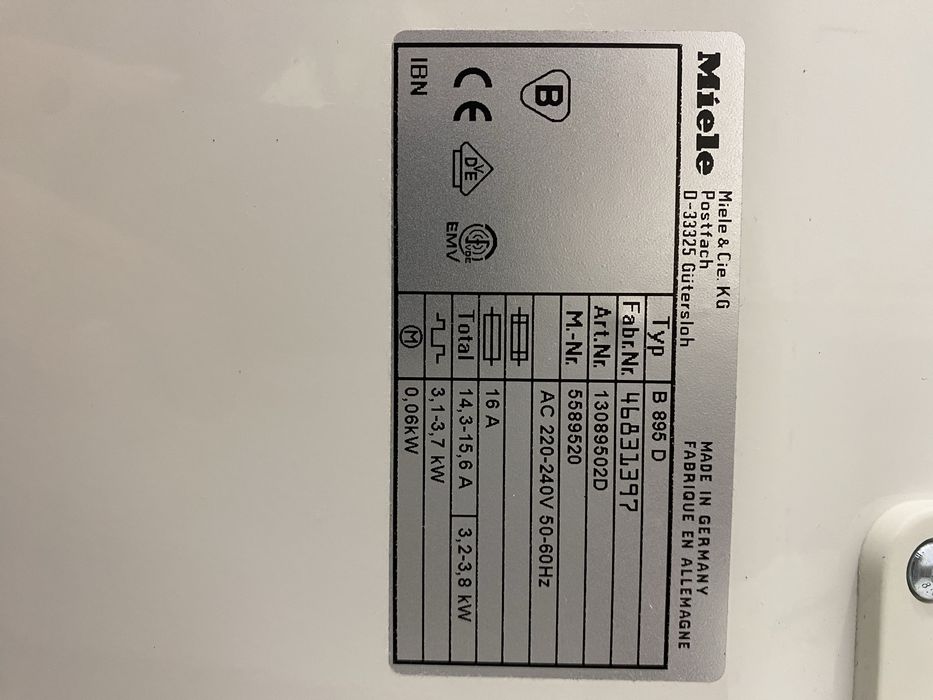 Miele
Miele & Cie. KG
Postfach
D-33325 Gütersloh
MADE IN GERMANY
FABRIQUE EN ALLEMAGNE
B
CE
DVE
VDE
EMV
IBN
Typ B 895 D
Fabr.Nr. 46831397
Art.Nr. 13089502D
M.-Nr. 5589520
AC 220-240V 50-60Hz
16 A
Total 14,3-15,6 A 3,2-3,8 kW
3,1-3,7 kW
M 0,06kW